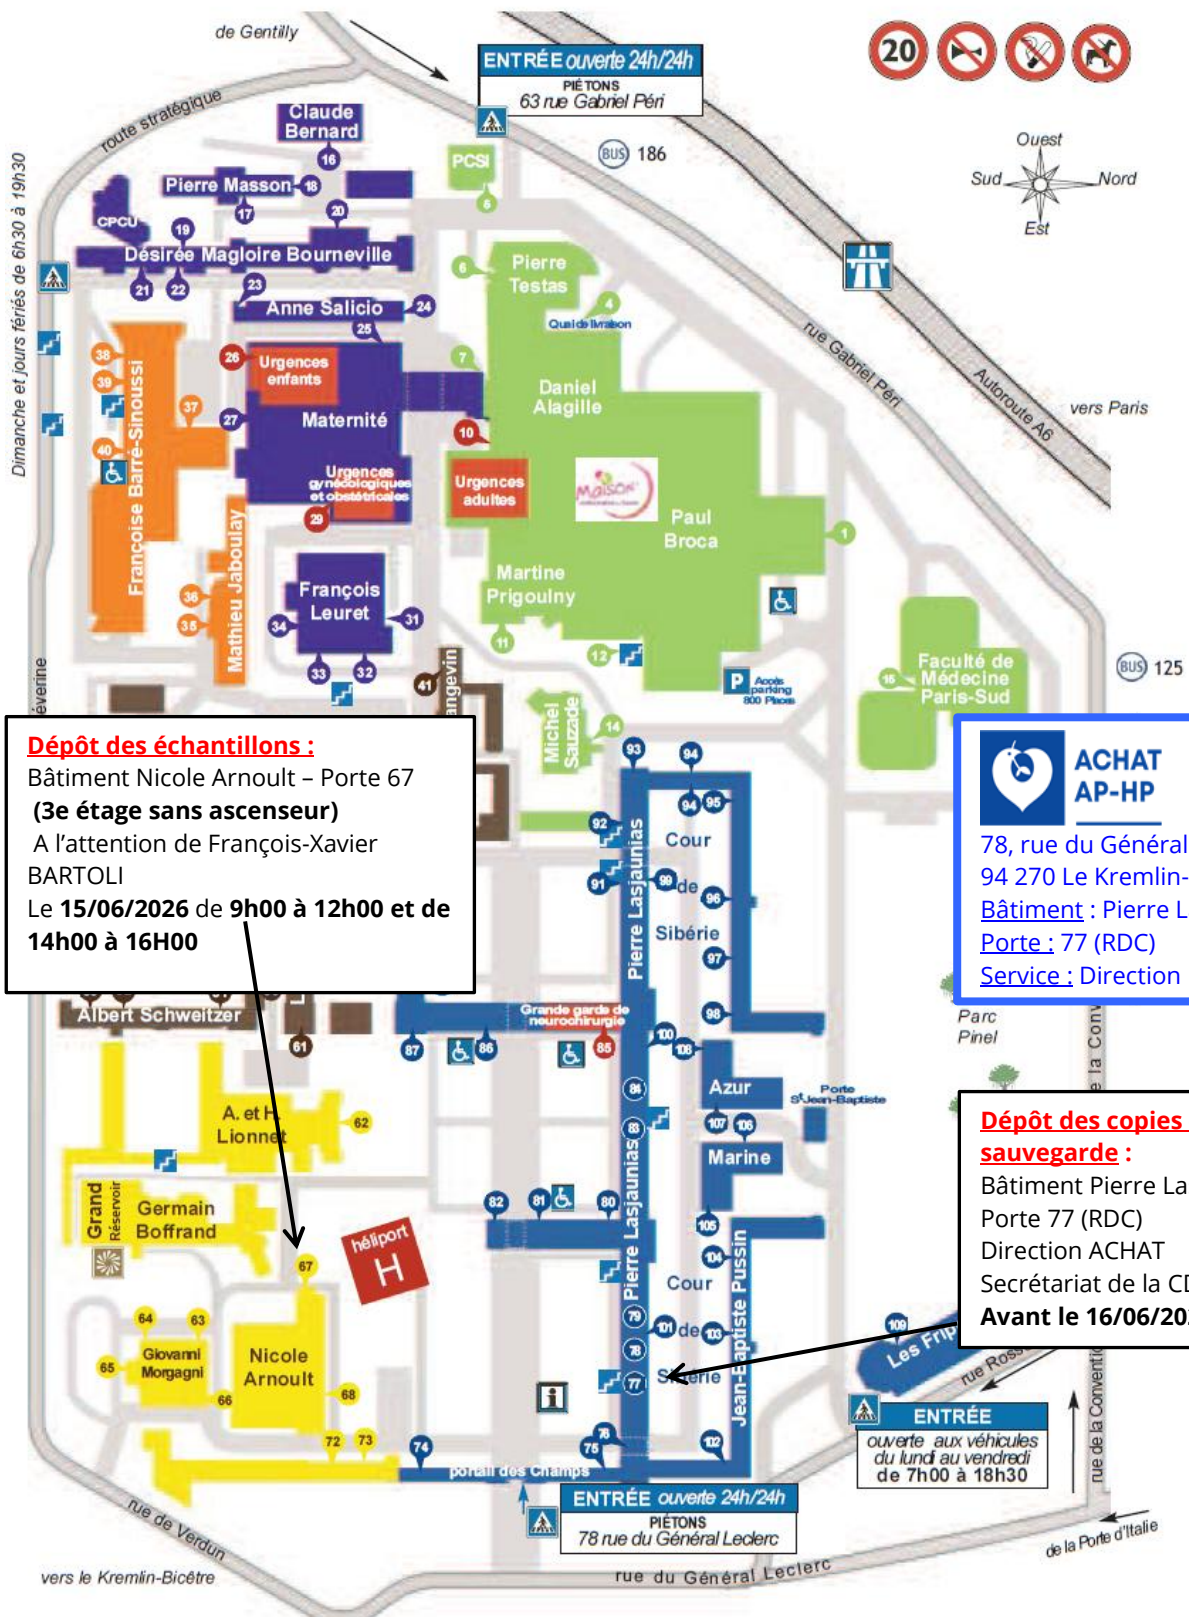 de Gentilly
ENTRÉE ouverte 24h/24h
PIÉTONS
63 rue Gabriel Péri
20
BUS 186
Ouest
Sud
Nord
Est
route stratégique
Dimanche et jours fériés de 6h30 à 19h30
Claude
Bernard
16
PCSI
6
Pierre Masson
18
17
CPCU
19
20
Désirée Magloire Bourneville
21
22
23
Anne Salicio
24
25
6
Pierre
Testas
4
Quai de livraison
rue Gabriel Péri
Autoroute A6
vers Paris
38
39
37
40
Françoise Barré-Sinoussi
26
Urgences
enfants
27
Maternité
7
10
Daniel
Alagille
Urgences
gynécologiques
et obstétricales
29
Urgences
adultes
Maison
Paul
Broca
1
Mathieu Jaboulay
36
35
François
Leuret
34
31
33
32
Martine
Prigoulny
11
12
P
Accès
parking
800 Places
15
Faculté de
Médecine
Paris-Sud
BUS 125
éverine
41
angevin
Michel
Sauzade
14
93
94
94
95
Dépôt des échantillons :
Bâtiment Nicole Arnoult – Porte 67
(3e étage sans ascenseur)
A l’attention de François-Xavier
BARTOLI
Le 15/06/2026 de 9h00 à 12h00 et de
14h00 à 16H00
ACHAT
AP-HP
78, rue du Général
94 270 Le Kremlin-
Bâtiment : Pierre L
Porte : 77 (RDC)
Service : Direction
92
91
99
96
97
98
Pierre Lasjaunias
Cour
de
Sibérie
Albert Schweitzer
L
61
87
86
Grande garde de
neurochirurgie
85
100
108
Parc
Pinel
e la Conv
A. et H.
Lionnet
62
84
83
Azur
107
106
Marine
105
Porte
St Jean-Baptiste
Grand
Réservoir
Germain
Boffrand
82
81
80
Pierre Lasjaunias
héliport
H
67
Dépôt des copies
sauvegarde :
Bâtiment Pierre La
Porte 77 (RDC)
Direction ACHAT
Secrétariat de la CD
Avant le 16/06/202
104
Cour
de
Sibérie
79
101
103
78
77
Jean-Baptiste Pussin
64
63
65
Giovanni
Morgagni
66
Nicole
Arnoult
68
109
Les Frip
rue Ross
i
72
73
74
75
76
102
portail des Champs
ENTRÉE
ouverte aux véhicules
du lundi au vendredi
de 7h00 à 18h30
rue de la Conventio
ENTRÉE ouverte 24h/24h
PIÉTONS
78 rue du Général Leclerc
rue de Verdun
vers le Kremlin-Bicêtre
rue du Général Leclerc
de la Porte d'Italie